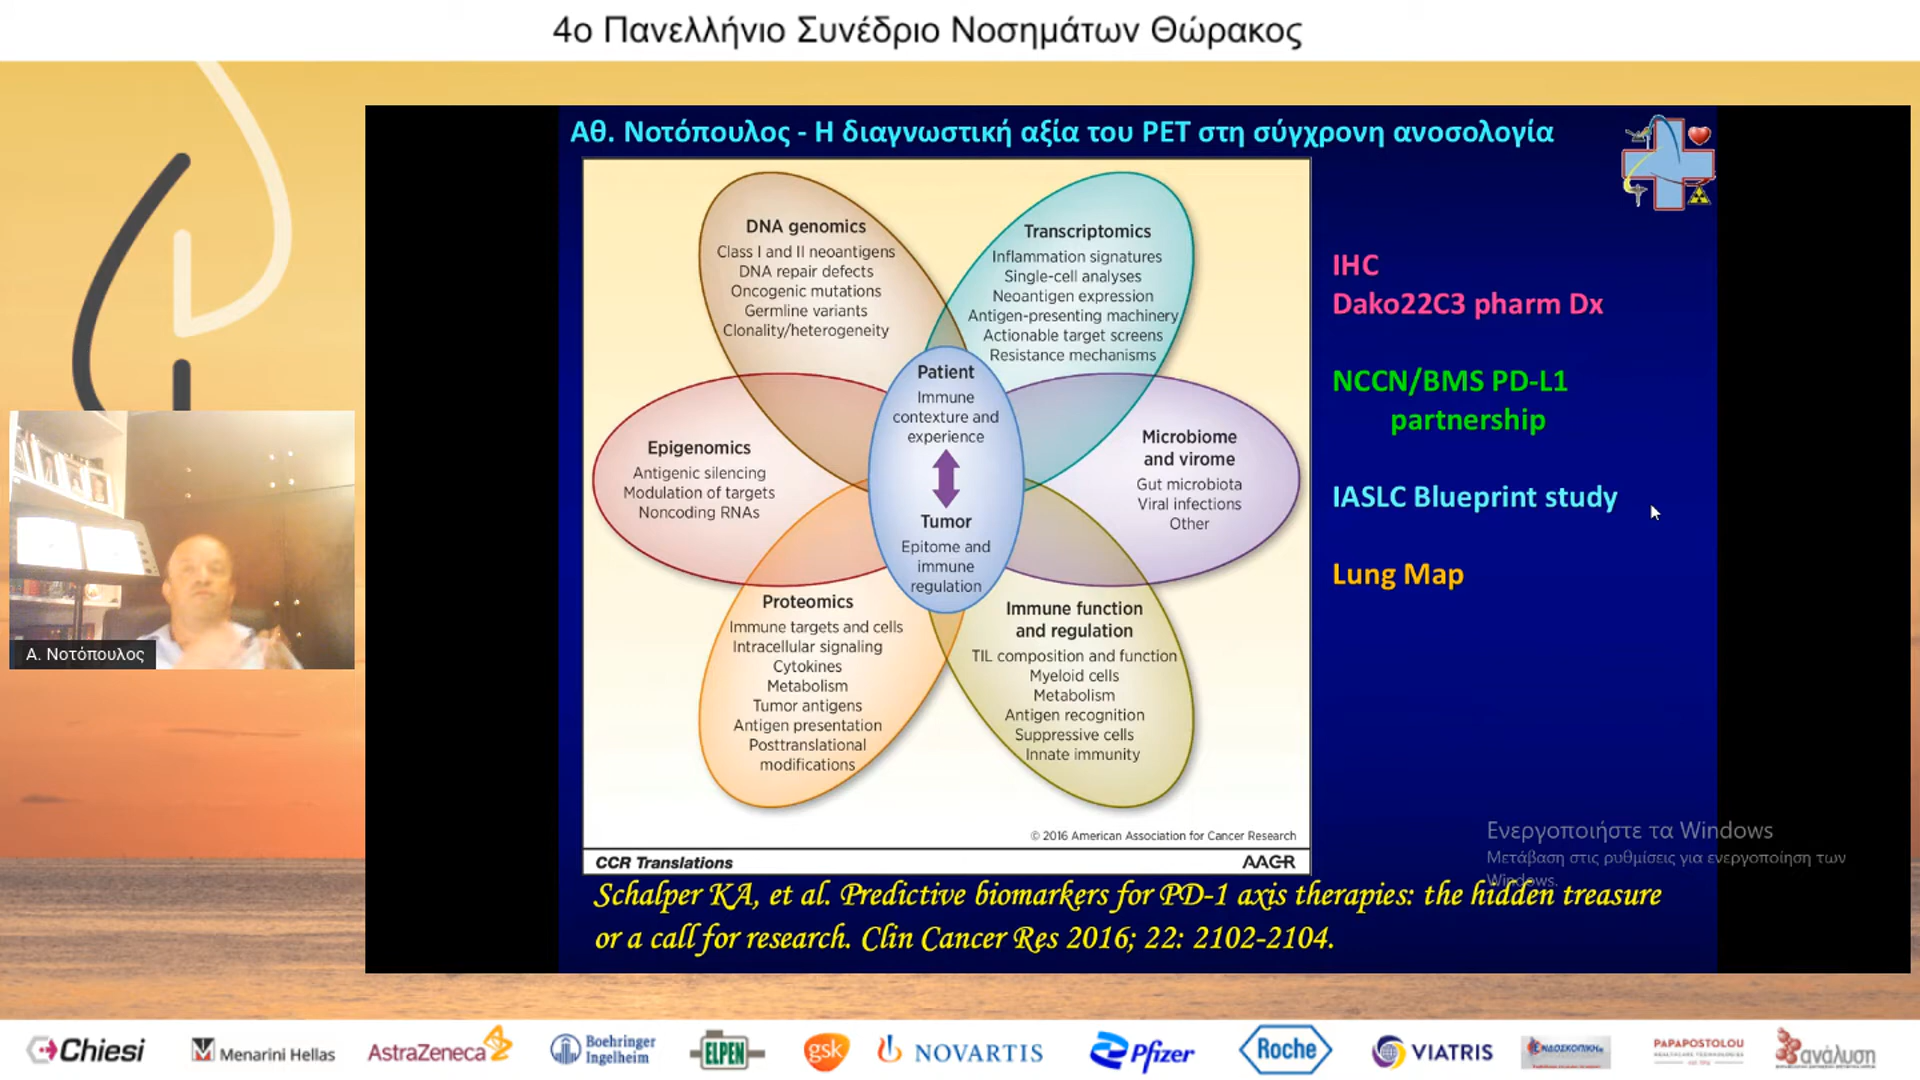 4ο Πανελλήνιο Συνέδριο Νοσημάτων Θώρακος
Αθ. Νοτόπουλος - Η διαγνωστική αξία του PET στη σύγχρονη ανοσολογία
DNA genomics
Class I and II neoantigens
DNA repair defects
Oncogenic mutations
Germline variants
Clonality/heterogeneity
Transcriptomics
Inflammation signatures
Single-cell analyses
Neoantigen expression
Antigen-presenting machinery
Actionable target screens
Resistance mechanisms
Patient
Immune
contexture and
experience
Tumor
Epitome and
immune
regulation
Epigenomics
Antigenic silencing
Modulation of targets
Noncoding RNAs
Microbiome
and virome
Gut microbiota
Viral infections
Other
Proteomics
Immune targets and cells
Intracellular signaling
Cytokines
Metabolism
Tumor antigens
Antigen presentation
Posttranslational
modifications
Immune function
and regulation
TIL composition and function
Myeloid cells
Metabolism
Antigen recognition
Suppressive cells
Innate immunity
© 2016 American Association for Cancer Research
CCR Translations
AACR
IHC
Dako22C3 pharm Dx
NCCN/BMS PD-L1
partnership
IASLC Blueprint study
Lung Map
Ενεργοποιήστε τα Windows
Μετάβαση στις ρυθμίσεις για ενεργοποίηση των
Windows.
Schalper KA, et al. Predictive biomarkers for PD-1 axis therapies: the hidden treasure
or a call for research. Clin Cancer Res 2016; 22: 2102-2104.
Α. Νοτόπουλος
Chiesi
Menarini Hellas
AstraZeneca
Boehringer
Ingelheim
ELPEN
gsk
NOVARTIS
Pfizer
Roche
VIATRIS
ΕΝΔΟΣΚΟΠΙΚΗ
PAPAPOSTOLOU
ανάλυση